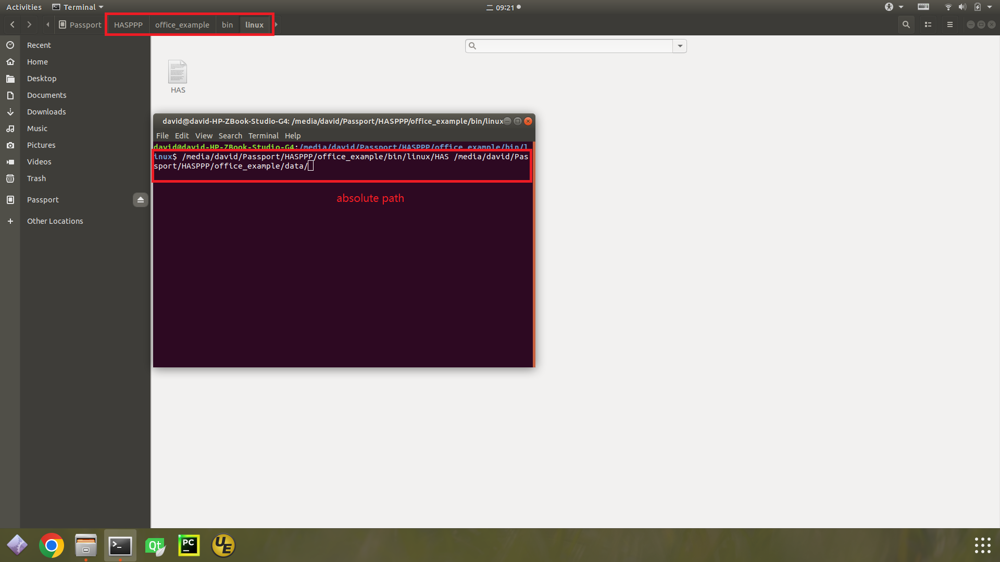 Activities Terminal 二 09:21
Passport HASPPP office_example bin linux
Recent
Home
Desktop
Documents
Downloads
Music
Pictures
Videos
Trash
Passport
Other Locations
HAS
david@david-HP-ZBook-Studio-G4: /media/david/Passport/HASPPP/office_example/bin/linux
File Edit View Search Terminal Help
david@david-HP-ZBook-Studio-G4:/media/david/Passport/HASPPP/office_example/bin/l
inux$ /media/david/Passport/HASPPP/office_example/bin/linux/HAS /media/david/Pas
sport/HASPPP/office_example/data/
absolute path
Qt
PC
UE